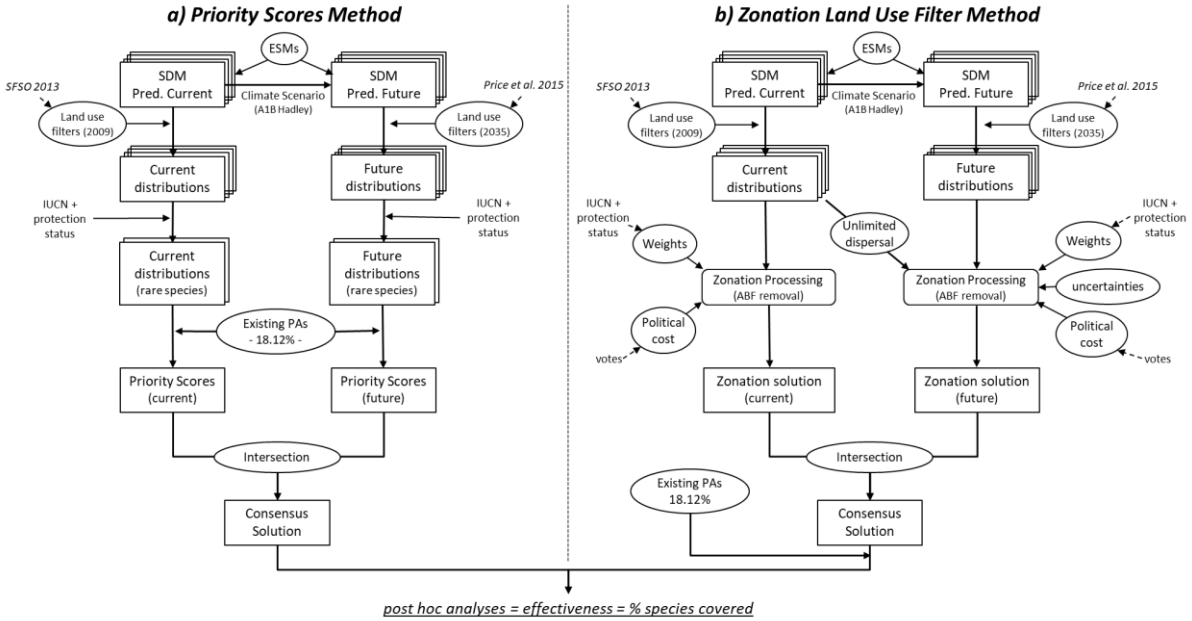 a) Priority Scores Method
ESMs
SDM
Pred. Current
SDM
Pred. Future
Climate Scenario
(A1B Hadley)
SFSO 2013
Price et al. 2015
Land use
filters (2009)
Land use
filters (2035)
Current
distributions
Future
distributions
IUCN +
protection
status
IUCN +
protection
status
Current
distributions
(rare species)
Future
distributions
(rare species)
Existing PAs
- 18.12% -
Priority Scores
(current)
Priority Scores
(future)
Intersection
Consensus
Solution
b) Zonation Land Use Filter Method
ESMs
SDM
Pred. Current
SDM
Pred. Future
Climate Scenario
(A1B Hadley)
SFSO 2013
Price et al. 2015
Land use
filters (2009)
Land use
filters (2035)
Current
distributions
Future
distributions
IUCN +
protection
status
Unlimited
dispersal
IUCN +
protection
status
Weights
Weights
Zonation Processing
(ABF removal)
Zonation Processing
(ABF removal)
uncertainties
Political
cost
Political
cost
votes
votes
Zonation solution
(current)
Zonation solution
(future)
Intersection
Existing PAs
18.12%
Consensus
Solution
post hoc analyses = effectiveness = % species covered